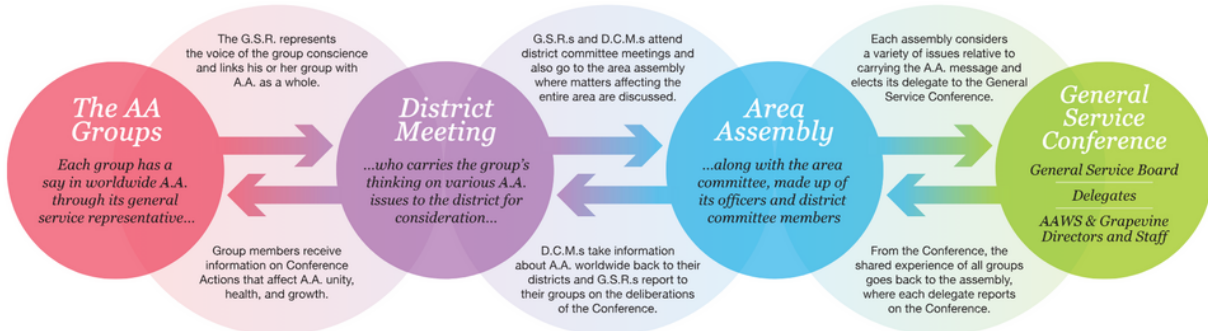 The G.S.R. represents
the voice of the group conscience
and links his or her group with
A.A. as a whole.
G.S.R.s and D.C.M.s attend
district committee meetings and
also go to the area assembly
where matters affecting the
entire area are discussed.
Each assembly considers
a variety of issues relative to
carrying the A.A. message and
elects its delegate to the General
Service Conference.
The AA
Groups
Each group has a
say in worldwide A.A.
through its general
service representative...
District
Meeting
...who carries the group's
thinking on various A.A.
issues to the district for
consideration...
Area
Assembly
...along with the area
committee, made up of
its officers and district
committee members
General
Service
Conference
General Service Board
Delegates
AAWS & Grapevine
Directors and Staff
Group members receive
information on Conference
Actions that affect A.A. unity,
health, and growth.
D.C.M.s take information
about A.A. worldwide back to their
districts and G.S.R.s report to
their groups on the deliberations
of the Conference.
From the Conference, the
shared experience of all groups
goes back to the assembly,
where each delegate reports
on the Conference.